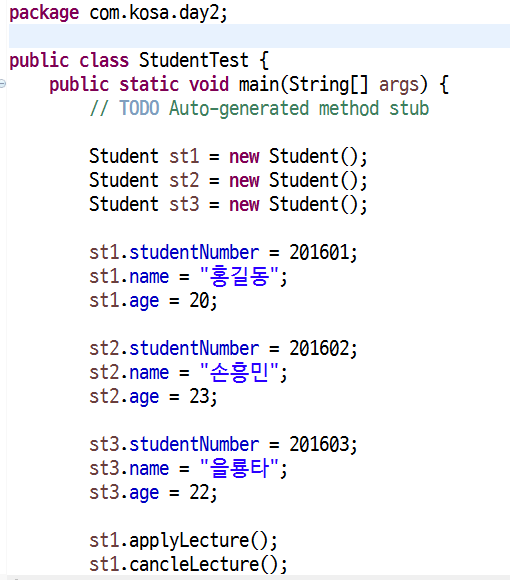 package com.kosa.day2;
public class StudentTest {
public static void main(String[] args) {
// TODO Auto-generated method stub
Student st1 = new Student();
Student st2 = new Student();
Student st3 = new Student();
st1.studentNumber = 201601;
st1.name = "홍길동";
st1.age = 20;
st2.studentNumber = 201602;
st2.name = "손흥민";
st2.age = 23;
st3.studentNumber = 201603;
st3.name = "을룡타";
st3.age = 22;
st1.applyLecture();
st1.cancleLecture();